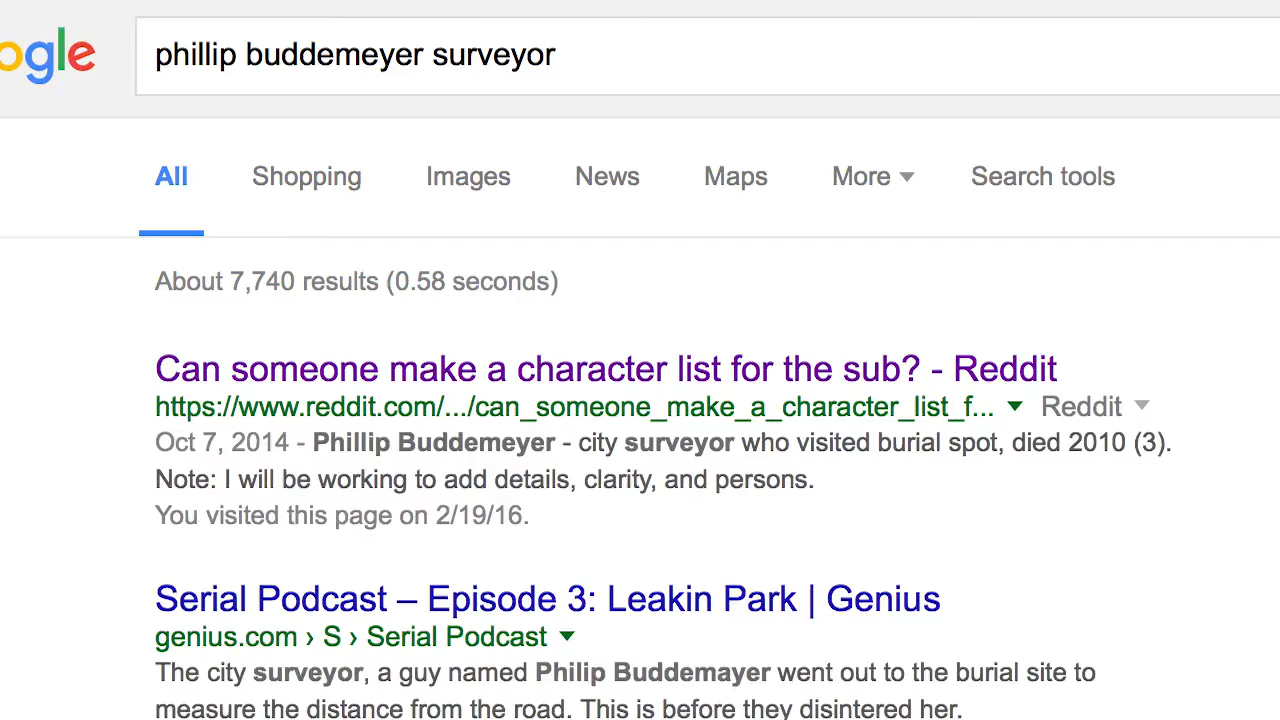 ogle
phillip buddemeyer surveyor
All Shopping Images News Maps More Search tools
About 7,740 results (0.58 seconds)
Can someone make a character list for the sub? - Reddit
https://www.reddit.com/.../can_someone_make_a_character_list_f... Reddit
Oct 7, 2014 - Phillip Buddemeyer - city surveyor who visited burial spot, died 2010 (3).
Note: I will be working to add details, clarity, and persons.
You visited this page on 2/19/16.
Serial Podcast – Episode 3: Leakin Park | Genius
genius.com › S › Serial Podcast
The city surveyor, a guy named Philip Buddemayer went out to the burial site to
measure the distance from the road. This is before they disintered her.